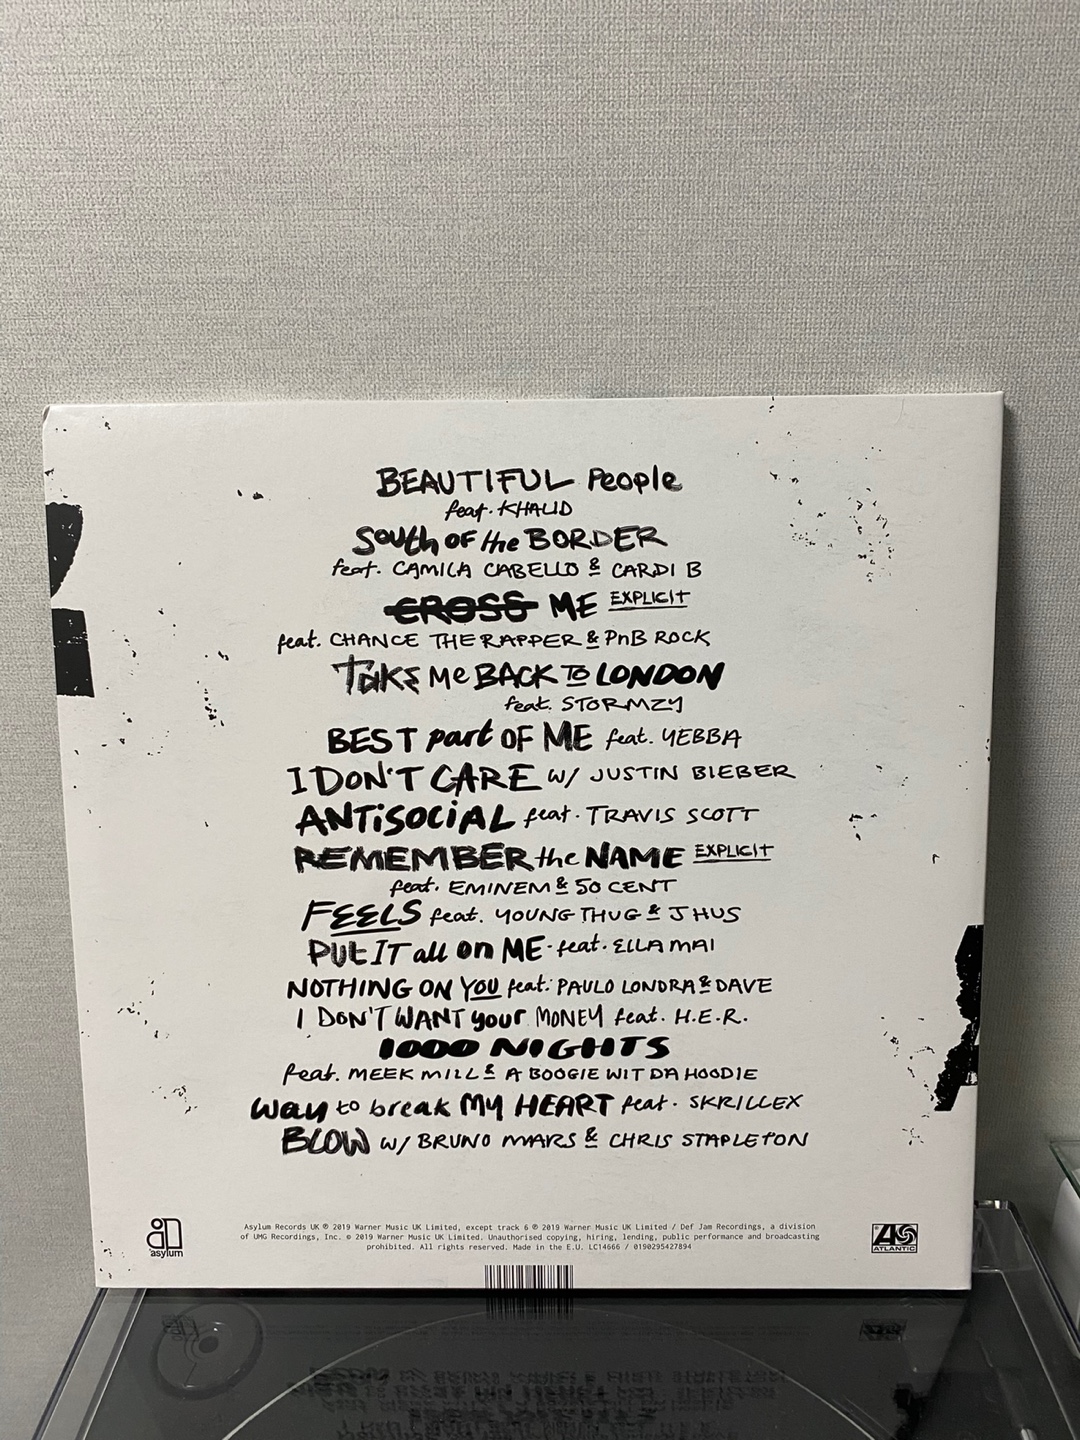 BEAUTIFUL People
feat. KHALID
South OF the BORDER
feat. CAMILA CABELLO & CARDI B
CROSS ME EXPLICIT
feat. CHANCE THE RAPPER & PnB ROCK
TAKE Me BACK TO LONDON
feat. STORMZY
BEST part OF ME feat. YEBBA
I DON'T CARE w/ JUSTIN BIEBER
ANTiSOCiAL feat. TRAVIS SCOTT
REMEMBER the NAME EXPLICIT
feat. EMINEM & 50 CENT
FEELS feat. YOUNG THUG & J HUS
PUt IT all on ME feat. ELLA MAI
NOTHING ON YOU feat. PAULO LONDRA & DAVE
I DON'T WANT your MONEY feat. H.E.R.
1000 NIGHTS
feat. MEEK MILL & A BOOGIE WIT DA HOODIE
Way to break MY HEART feat. SKRILLEX
BLOW w/ BRUNO MARS & CHRIS STAPLETON
asylum
Asylum Records UK ℗ 2019 Warner Music UK Limited, except track 6 ℗ 2019 Warner Music UK Limited / Def Jam Recordings, a division
of UMG Recordings, Inc. © 2019 Warner Music UK Limited. Unauthorised copying, hiring, lending, public performance and broadcasting
prohibited. All rights reserved. Made in the E.U. LC14666 / 0190295427894
ATLANTIC